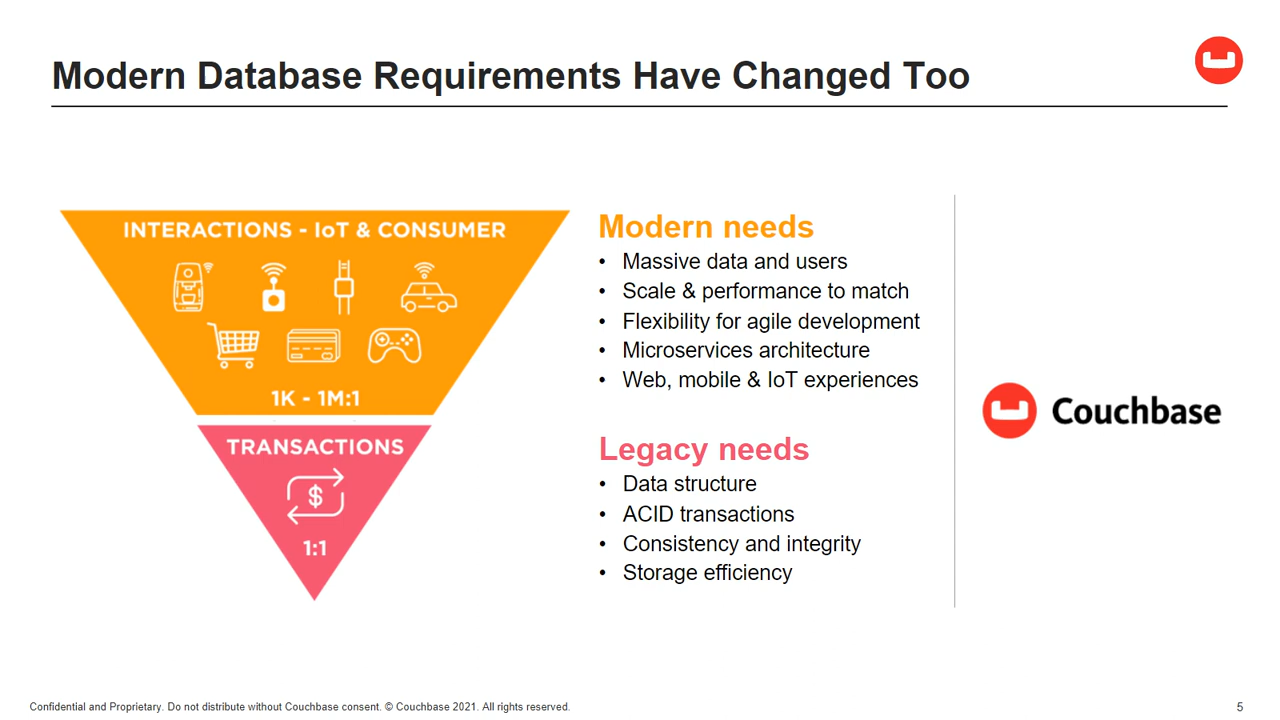 Modern Database Requirements Have Changed Too
INTERACTIONS - IoT & CONSUMER
1K - 1M:1
TRANSACTIONS
$
1:1
Modern needs
• Massive data and users
• Scale & performance to match
• Flexibility for agile development
• Microservices architecture
• Web, mobile & IoT experiences
Legacy needs
• Data structure
• ACID transactions
• Consistency and integrity
• Storage efficiency
Couchbase
Confidential and Proprietary. Do not distribute without Couchbase consent. © Couchbase 2021. All rights reserved.
5